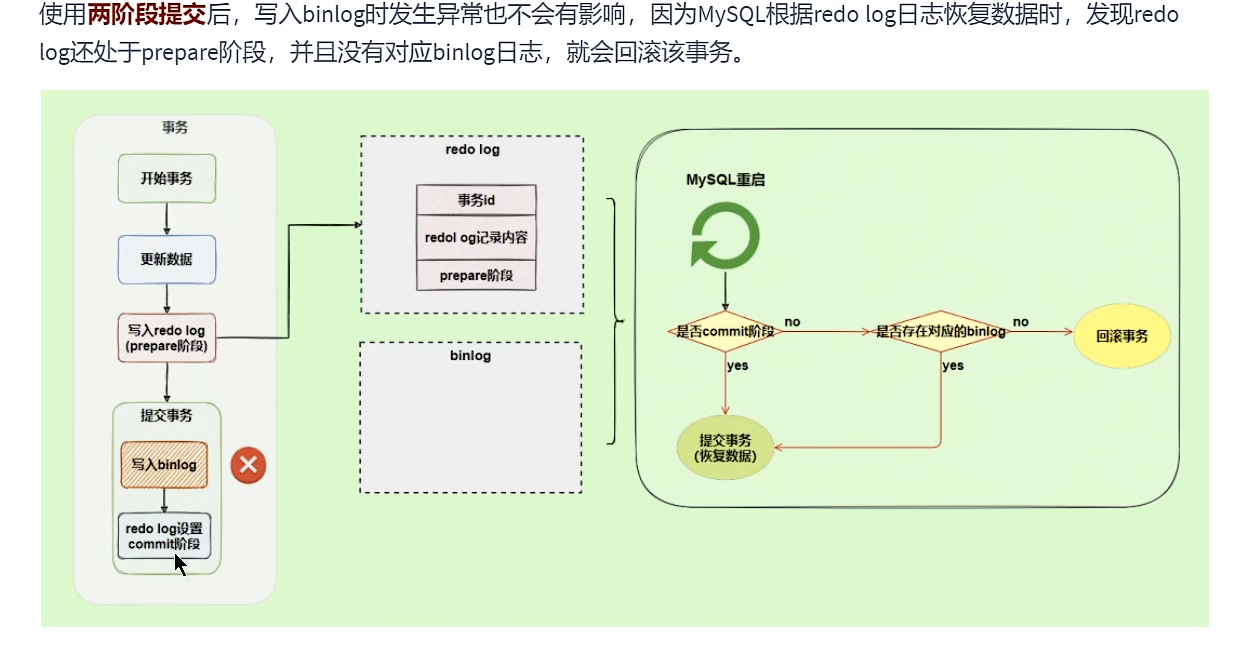 使用两阶段提交后，写入binlog时发生异常也不会有影响，因为MySQL根据redo log日志恢复数据时，发现redo
log还处于prepare阶段，并且没有对应binlog日志，就会回滚该事务。
事务
开始事务
更新数据
写入redo log
(prepare阶段)
提交事务
写入binlog
redo log设置
commit阶段
redo log
事务id
redol og记录内容
prepare阶段
binlog
MySQL重启
是否commit阶段
no
是否存在对应的binlog
no
回滚事务
yes
yes
提交事务
(恢复数据)